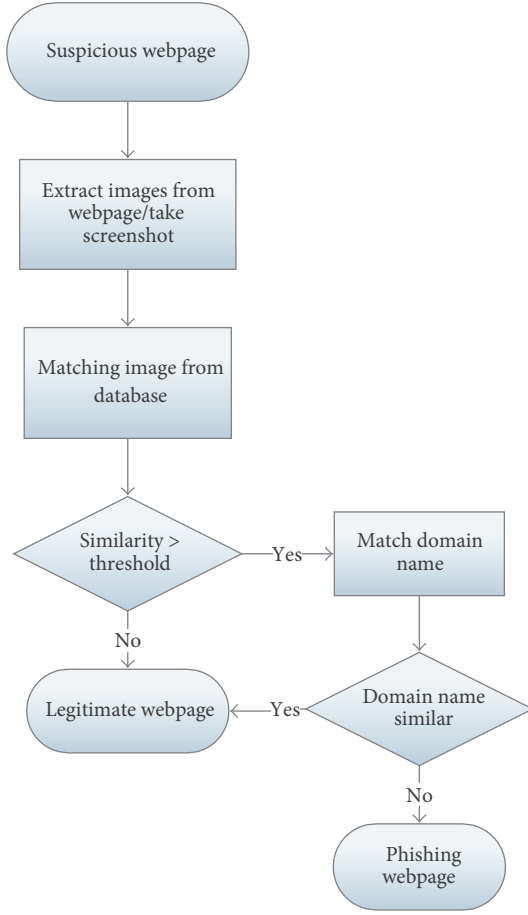 Suspicious webpage
Extract images from
webpage/take
screenshot
Matching image from
database
Similarity >
threshold
Yes
Match domain
name
No
Legitimate webpage
Yes
Domain name
similar
No
Phishing
webpage